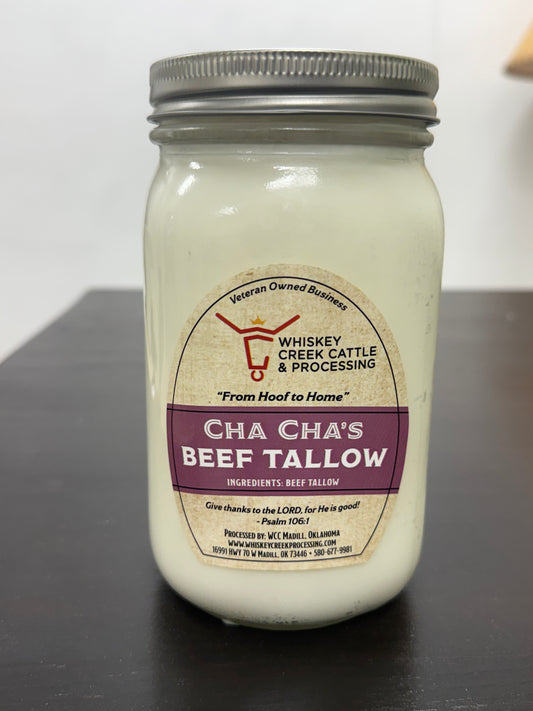 Veteran Owned Business
WHISKEY
CREEK CATTLE
& PROCESSING
“From Hoof to Home”
CHA CHA'S
BEEF TALLOW
INGREDIENTS: BEEF TALLOW
Give thanks to the LORD, for He is good!
- Psalm 106:1
PROCESSED BY: WCC MADILL, OKLAHOMA
WWW.WHISKEYCREEKPROCESSING.COM
16991 HWY 70 W MADILL, OK 73446 • 580-677-9981